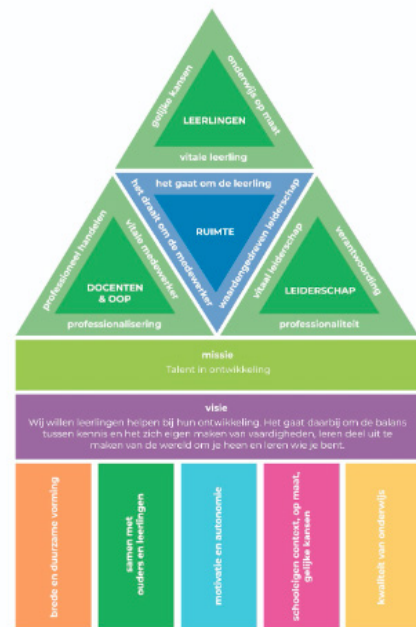 gelijke kansen
onderwijs op maat
LEERLINGEN
vitale leerling
het gaat om de leerling
het draait om de medewerker
waardengedreven leiderschap
RUIMTE
professioneel handelen
vitale medewerker
DOCENTEN
& OOP
professionalisering
vitaal leiderschap
verantwoording
LEIDERSCHAP
professionaliteit
missie
Talent in ontwikkeling
visie
Wij willen leerlingen helpen bij hun ontwikkeling. Het gaat daarbij om de balans
tussen kennis en het zich eigen maken van vaardigheden, leren deel uit te
maken van de wereld om je heen en leren wie je bent.
brede en duurzame vorming
samen met
ouders en leerlingen
motivatie en autonomie
schooleigen context, op maat,
gelijke kansen
kwaliteit van onderwijs